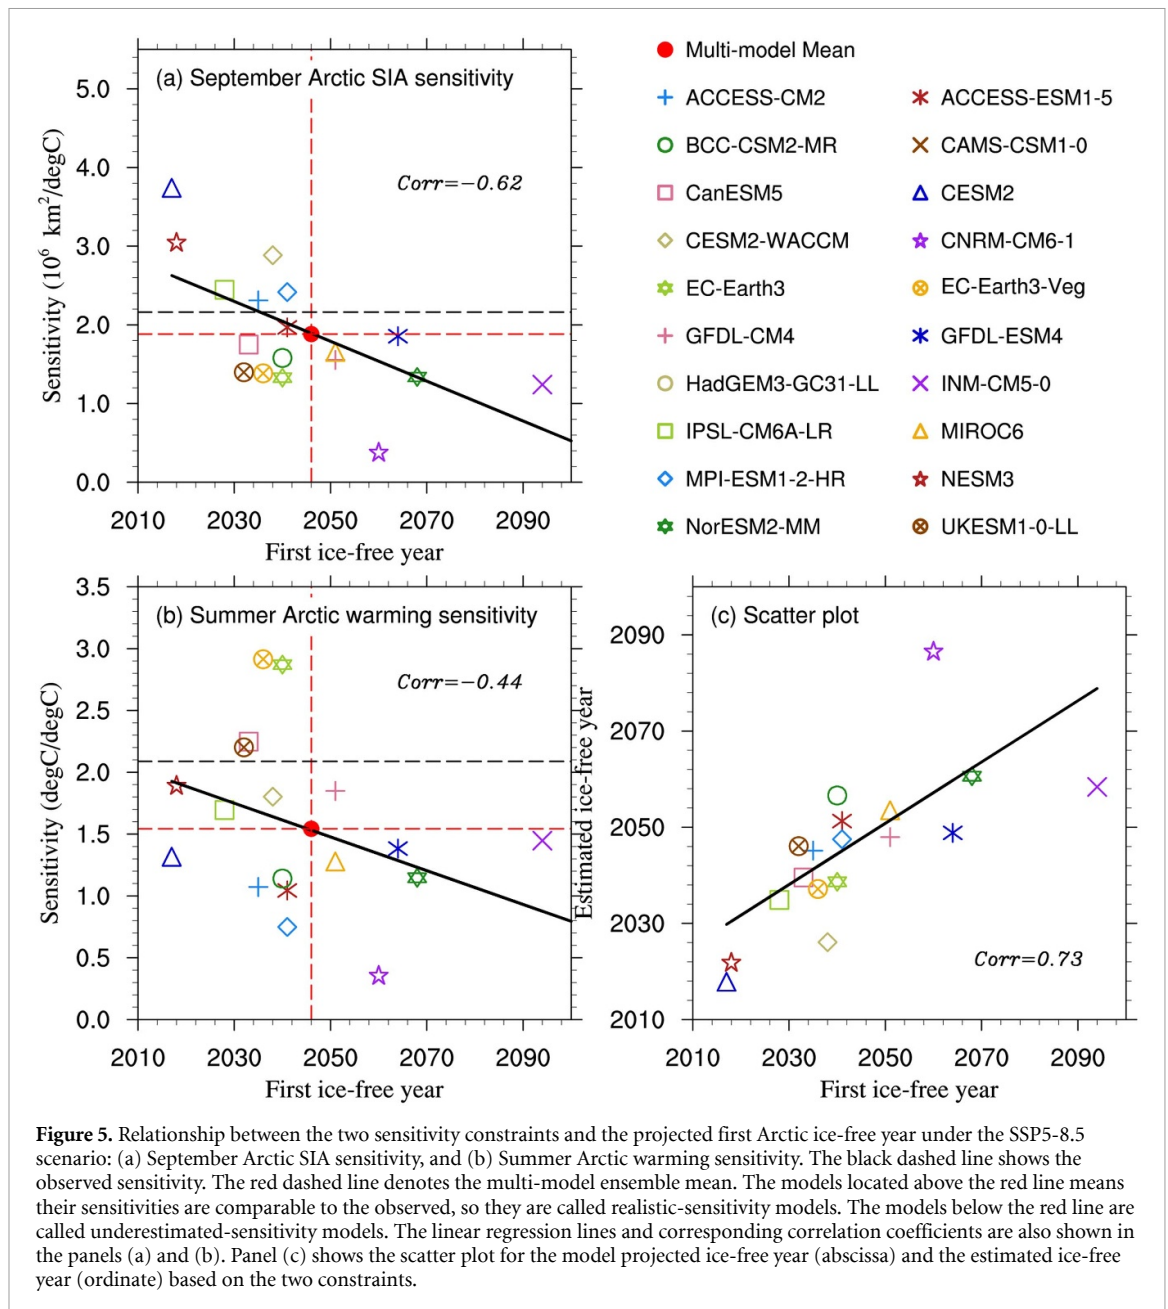 (a) September Arctic SIA sensitivity
Corr=−0.62
Sensitivity (10⁶ km²/degC)
5.0
4.0
3.0
2.0
1.0
0.0
2010 2030 2050 2070 2090
First ice-free year
Multi-model Mean
ACCESS-CM2 ACCESS-ESM1-5
BCC-CSM2-MR CAMS-CSM1-0
CanESM5 CESM2
CESM2-WACCM CNRM-CM6-1
EC-Earth3 EC-Earth3-Veg
GFDL-CM4 GFDL-ESM4
HadGEM3-GC31-LL INM-CM5-0
IPSL-CM6A-LR MIROC6
MPI-ESM1-2-HR NESM3
NorESM2-MM UKESM1-0-LL
(b) Summer Arctic warming sensitivity
Corr=−0.44
Sensitivity (degC/degC)
3.5
3.0
2.5
2.0
1.5
1.0
0.5
0.0
2010 2030 2050 2070 2090
First ice-free year
(c) Scatter plot
Corr=0.73
Estimated ice-free year
2090
2070
2050
2030
2010
2010 2030 2050 2070 2090
First ice-free year
Figure 5. Relationship between the two sensitivity constraints and the projected first Arctic ice-free year under the SSP5-8.5
scenario: (a) September Arctic SIA sensitivity, and (b) Summer Arctic warming sensitivity. The black dashed line shows the
observed sensitivity. The red dashed line denotes the multi-model ensemble mean. The models located above the red line means
their sensitivities are comparable to the observed, so they are called realistic-sensitivity models. The models below the red line are
called underestimated-sensitivity models. The linear regression lines and corresponding correlation coefficients are also shown in
the panels (a) and (b). Panel (c) shows the scatter plot for the model projected ice-free year (abscissa) and the estimated ice-free
year (ordinate) based on the two constraints.